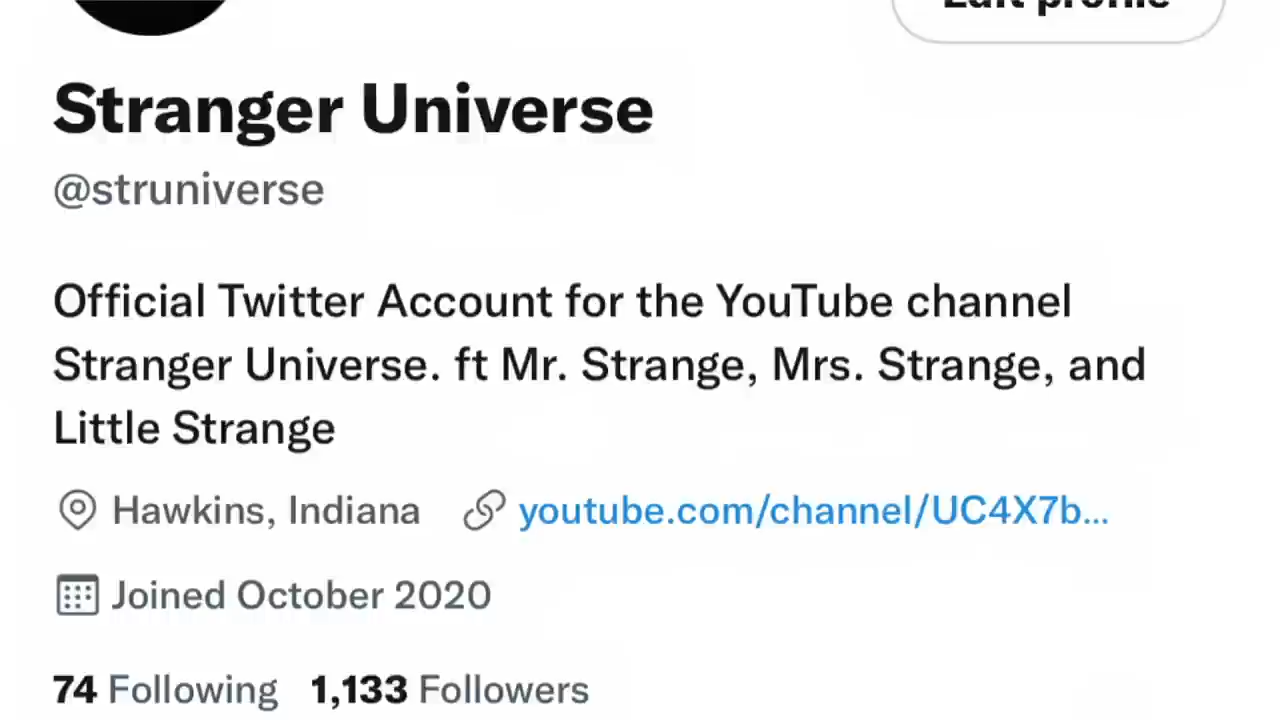 Edit profile
Stranger Universe
@struniverse
Official Twitter Account for the YouTube channel
Stranger Universe. ft Mr. Strange, Mrs. Strange, and
Little Strange
Hawkins, Indiana youtube.com/channel/UC4X7b...
Joined October 2020
74 Following 1,133 Followers